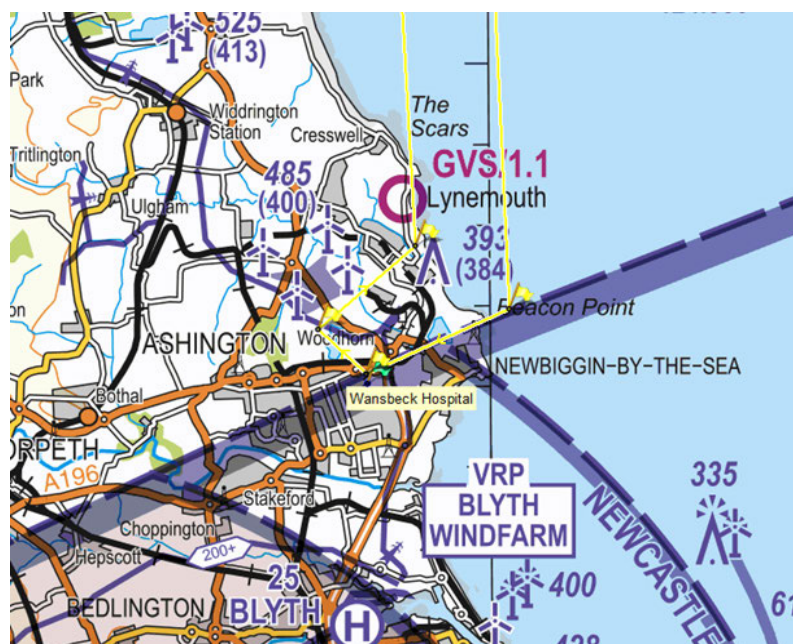 525
(413)
Park
Widdrington
Station
The
Scars
Cresswell
Tritlington
GVS/1.1
485
(400)
Lynemouth
Ulgham
393
(384)
Beacon Point
Woodhorn
ASHINGTON
NEWBIGGIN-BY-THE-SEA
Bothal
Wansbeck Hospital
ORPETH
A196
VRP
BLYTH
WINDFARM
335
Stakeford
NEWCASTLE
Choppington
200+
Hepscott
25
400
61
BEDLINGTON
BLYTH
H